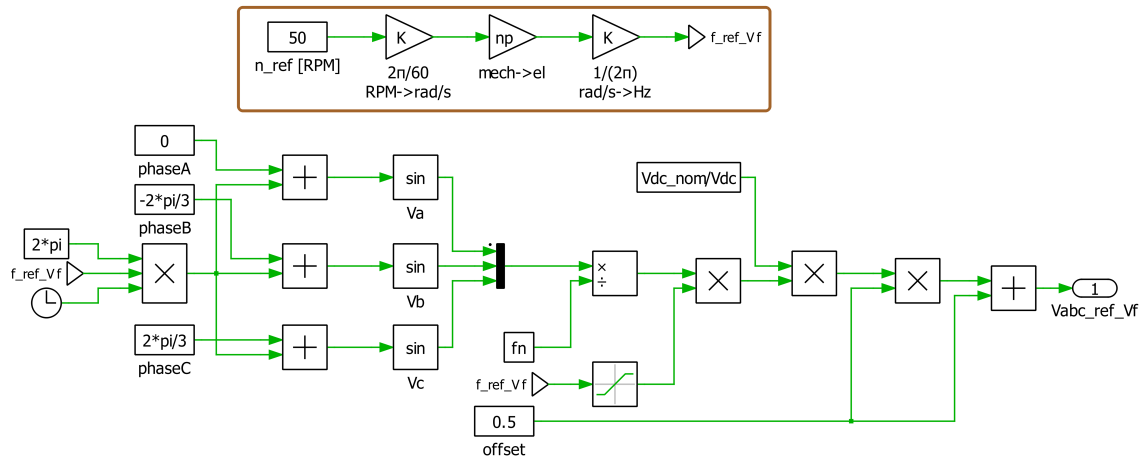 50
K
np
K
f_ref_Vf
n_ref [RPM]
2π/60
RPM->rad/s
mech->el
1/(2π)
rad/s->Hz
0
phaseA
-2*pi/3
phaseB
2*pi
f_ref_Vf
2*pi/3
phaseC
sin
Va
sin
Vb
sin
Vc
×
÷
fn
f_ref_Vf
0.5
offset
Vdc_nom/Vdc
1
Vabc_ref_Vf